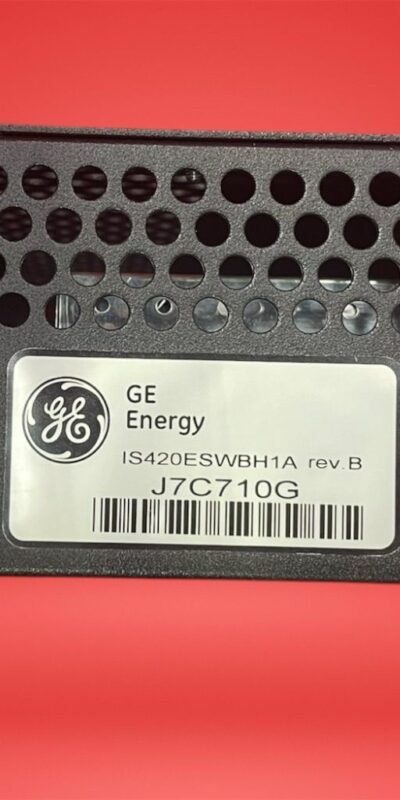 GE
GE
Energy
IS420ESWBH1A rev.B
J7C710G